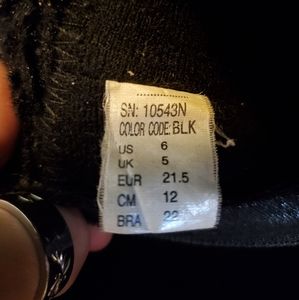 SN: 10543N
COLOR CODE: BLK
US 6
UK 5
EUR 21.5
CM 12
BRA 22